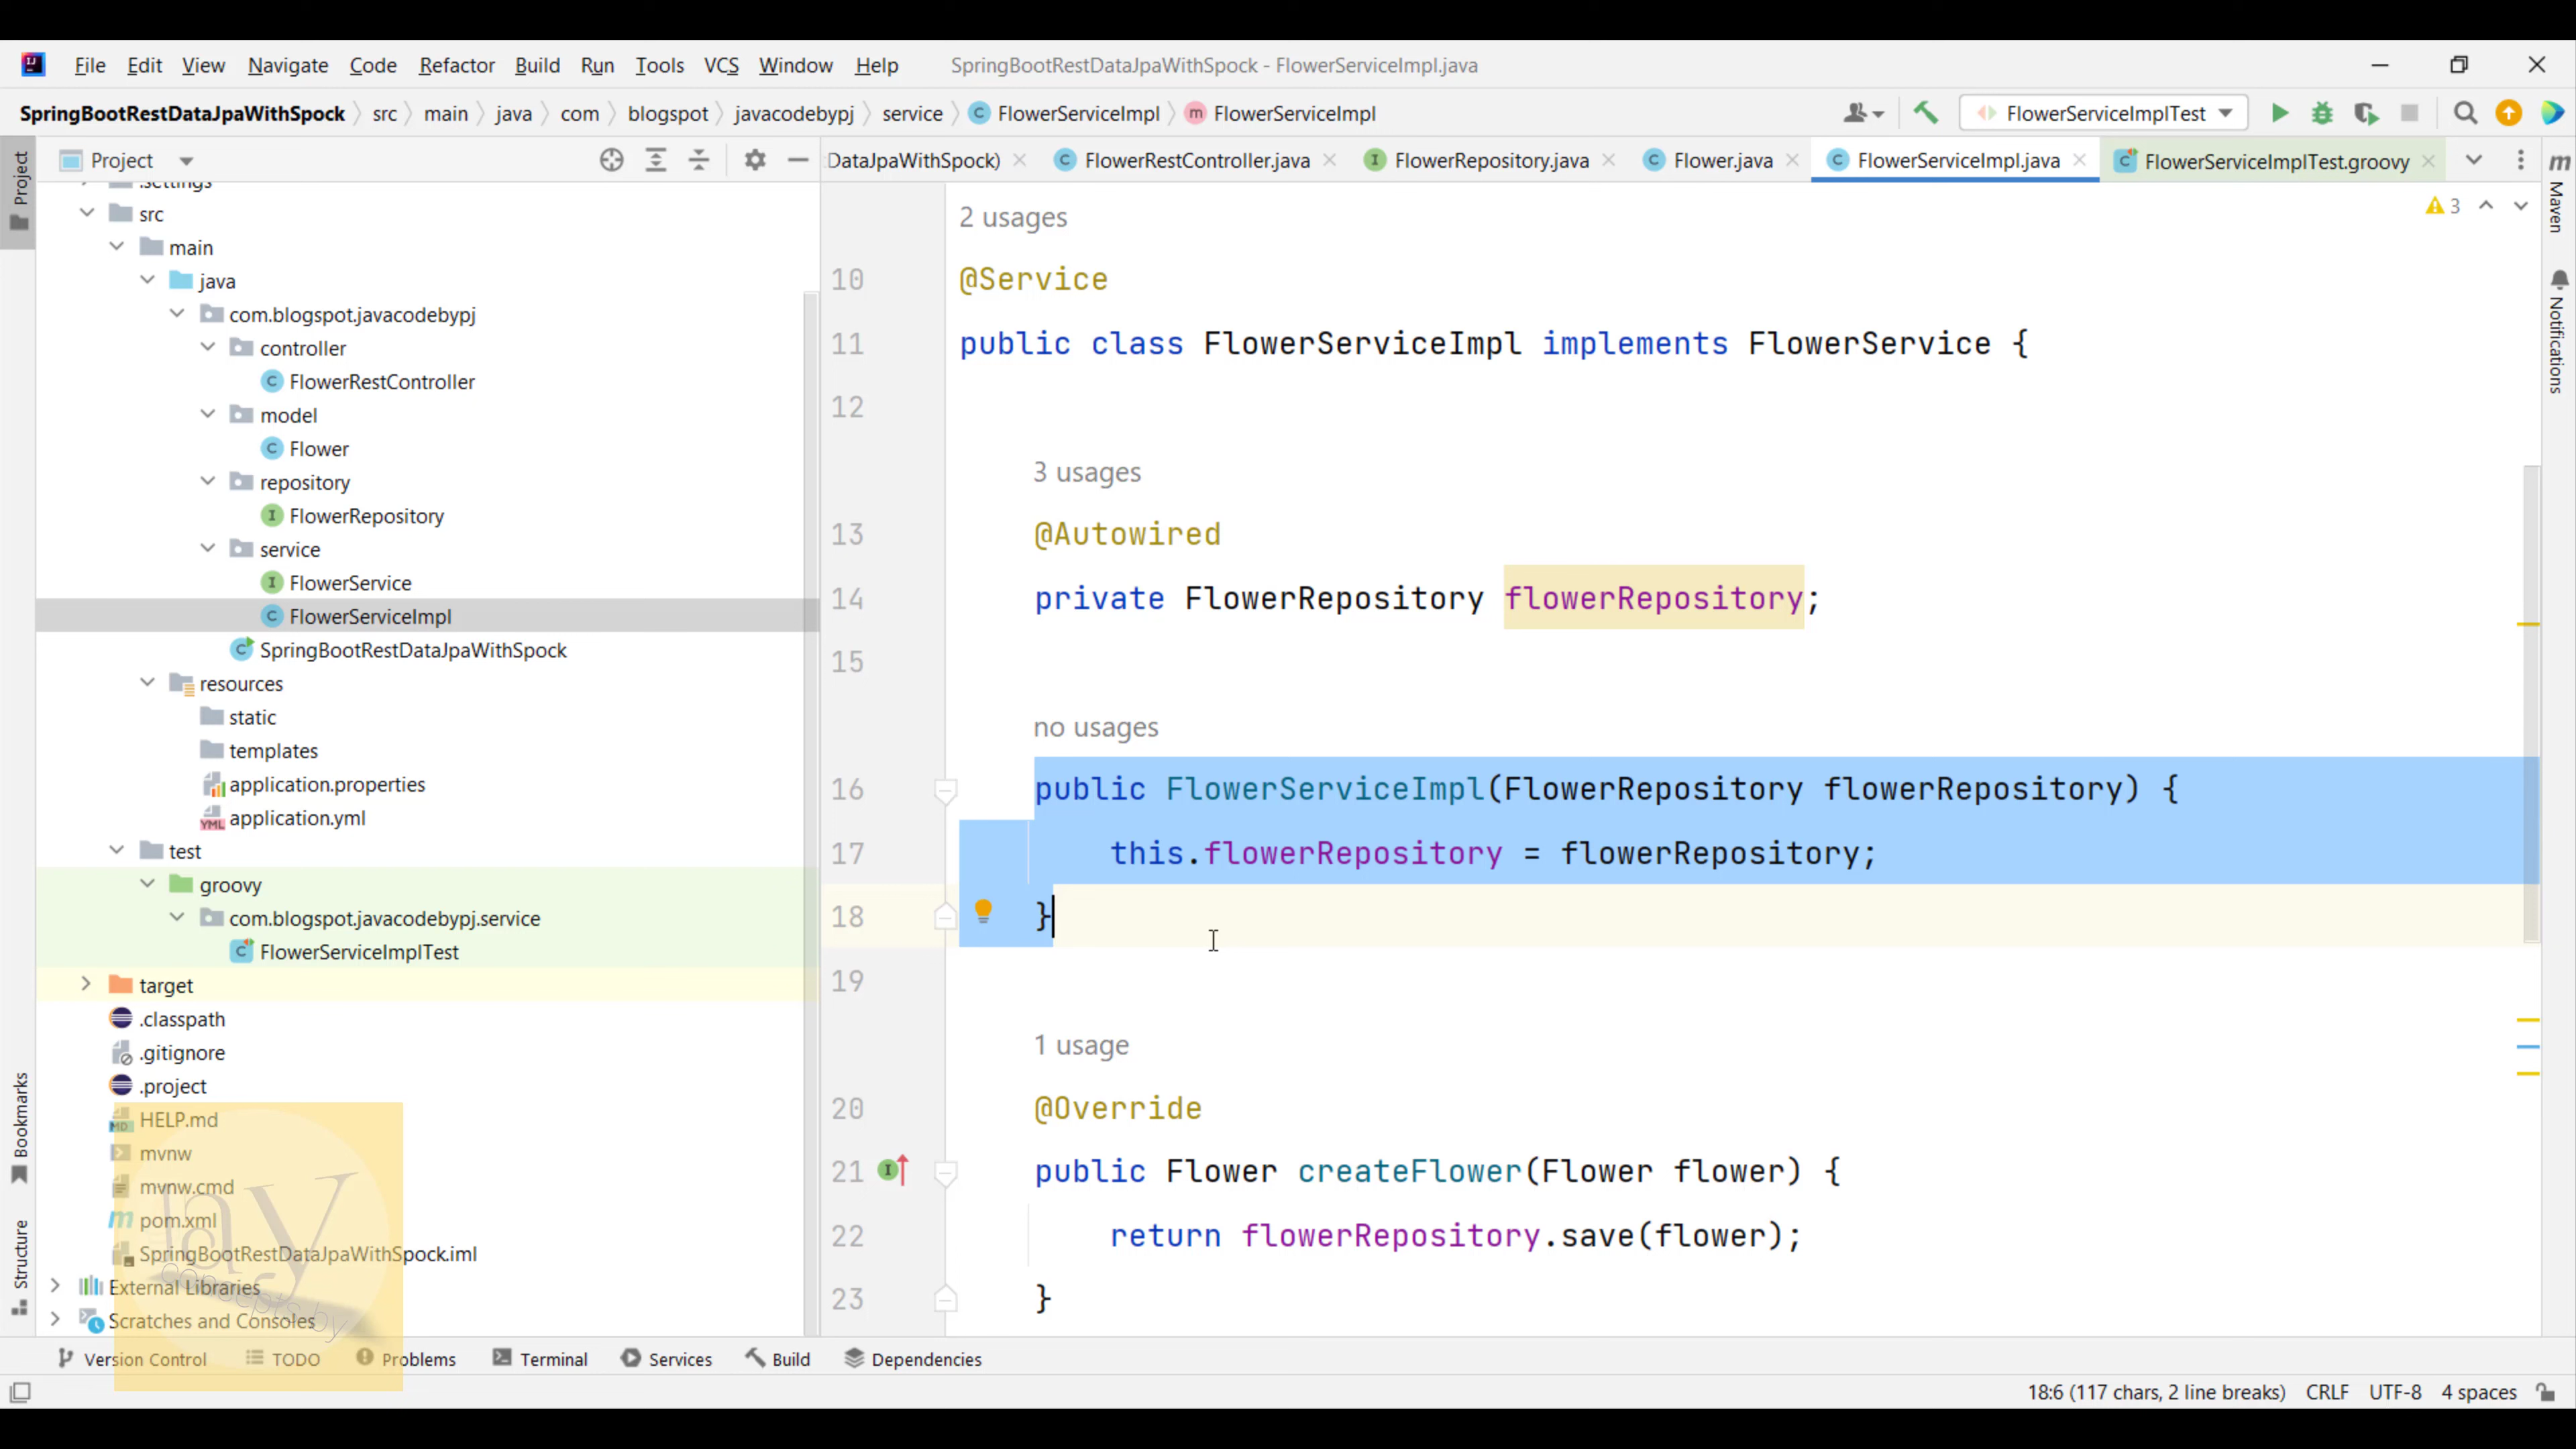 File Edit View Navigate Code Refactor Build Run Tools VCS Window Help SpringBootRestDataJpaWithSpock - FlowerServiceImpl.java
SpringBootRestDataJpaWithSpock src main java com blogspot javacodebypj service FlowerServiceImpl FlowerServiceImpl FlowerServiceImplTest
Project
DataJpaWithSpock) FlowerRestController.java FlowerRepository.java Flower.java FlowerServiceImpl.java FlowerServiceImplTest.groovy
.settings
src
main
java
com.blogspot.javacodebypj
controller
FlowerRestController
model
Flower
repository
FlowerRepository
service
FlowerService
FlowerServiceImpl
SpringBootRestDataJpaWithSpock
resources
static
templates
application.properties
application.yml
test
groovy
com.blogspot.javacodebypj.service
FlowerServiceImplTest
target
.classpath
.gitignore
.project
HELP.md
mvnw
mvnw.cmd
pom.xml
SpringBootRestDataJpaWithSpock.iml
External Libraries
Scratches and Consoles
Project
Bookmarks
Structure
2 usages
3
10 @Service
11 public class FlowerServiceImpl implements FlowerService {
12
3 usages
13 @Autowired
14 private FlowerRepository flowerRepository;
15
no usages
16 public FlowerServiceImpl(FlowerRepository flowerRepository) {
17 this.flowerRepository = flowerRepository;
18 }
19
1 usage
20 @Override
21 public Flower createFlower(Flower flower) {
22 return flowerRepository.save(flower);
23 }
Maven
Notifications
Version Control TODO Problems Terminal Services Build Dependencies
18:6 (117 chars, 2 line breaks) CRLF UTF-8 4 spaces